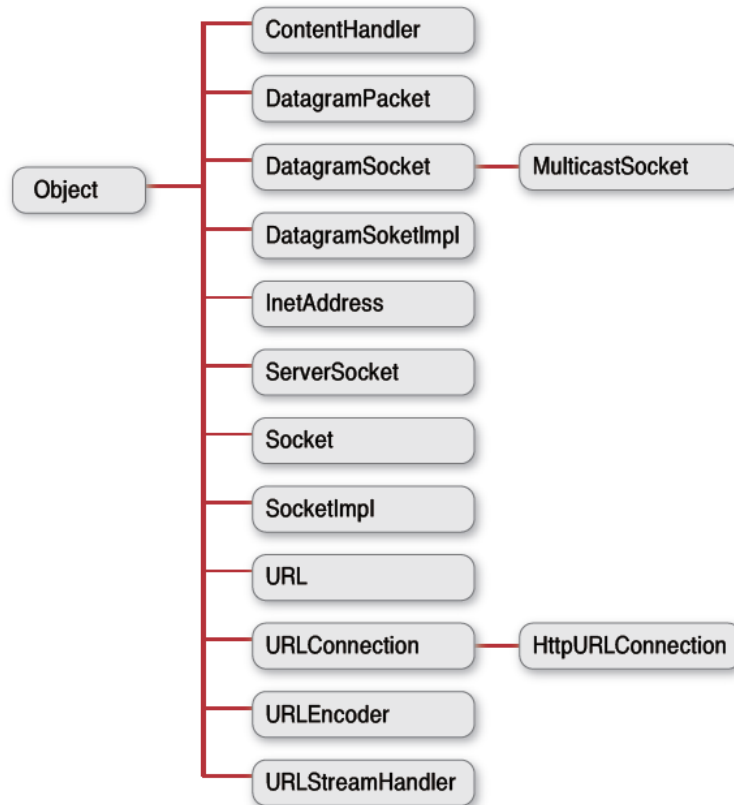 ContentHandler
DatagramPacket
DatagramSocket
MulticastSocket
Object
DatagramSoketImpl
InetAddress
ServerSocket
Socket
SocketImpl
URL
URLConnection
HttpURLConnection
URLEncoder
URLStreamHandler